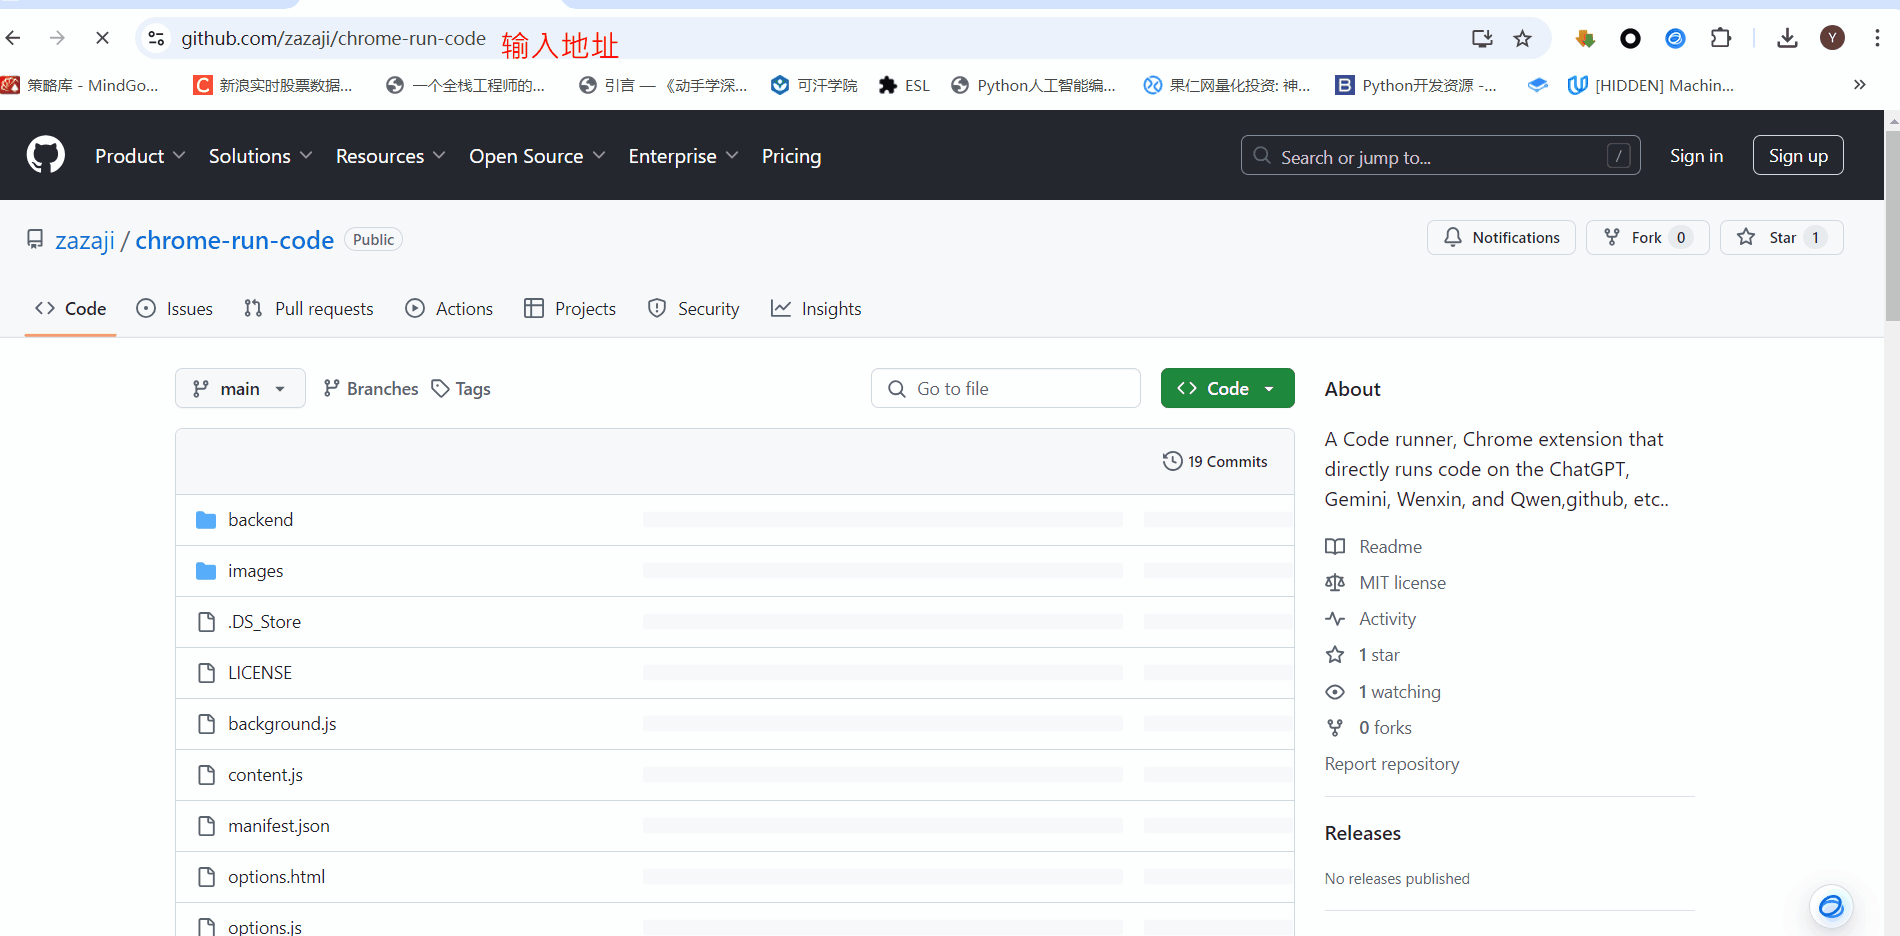 github.com/zazaji/chrome-run-code 输入地址
Y
策略库 - MindGo... 新浪实时股票数据... 一个全栈工程师的... 引言 — 《动手学深... 可汗学院 ESL Python人工智能编... 果仁网量化投资: 神... B Python开发资源 -... [HIDDEN] Machin... »
Product Solutions Resources Open Source Enterprise Pricing Search or jump to... / Sign in Sign up
zazaji / chrome-run-code Public Notifications Fork 0 Star 1
Code Issues Pull requests Actions Projects Security Insights
main Branches Tags Go to file Code
19 Commits
backend
images
.DS_Store
LICENSE
background.js
content.js
manifest.json
options.html
options.js
About
A Code runner, Chrome extension that
directly runs code on the ChatGPT,
Gemini, Wenxin, and Qwen,github, etc..
Readme
MIT license
Activity
1 star
1 watching
0 forks
Report repository
Releases
No releases published